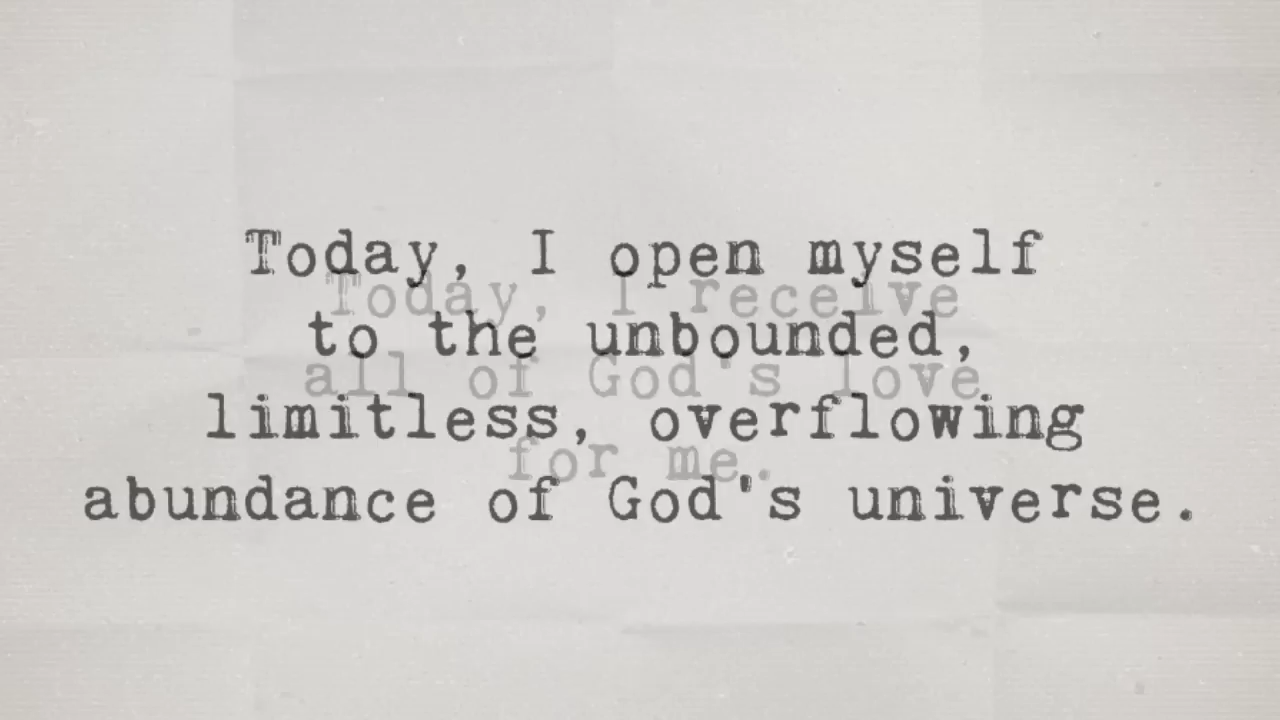 Today, I open myself
to the unbounded,
limitless, overflowing
abundance of God's universe.
Today, I receive
all of God's love
for me.